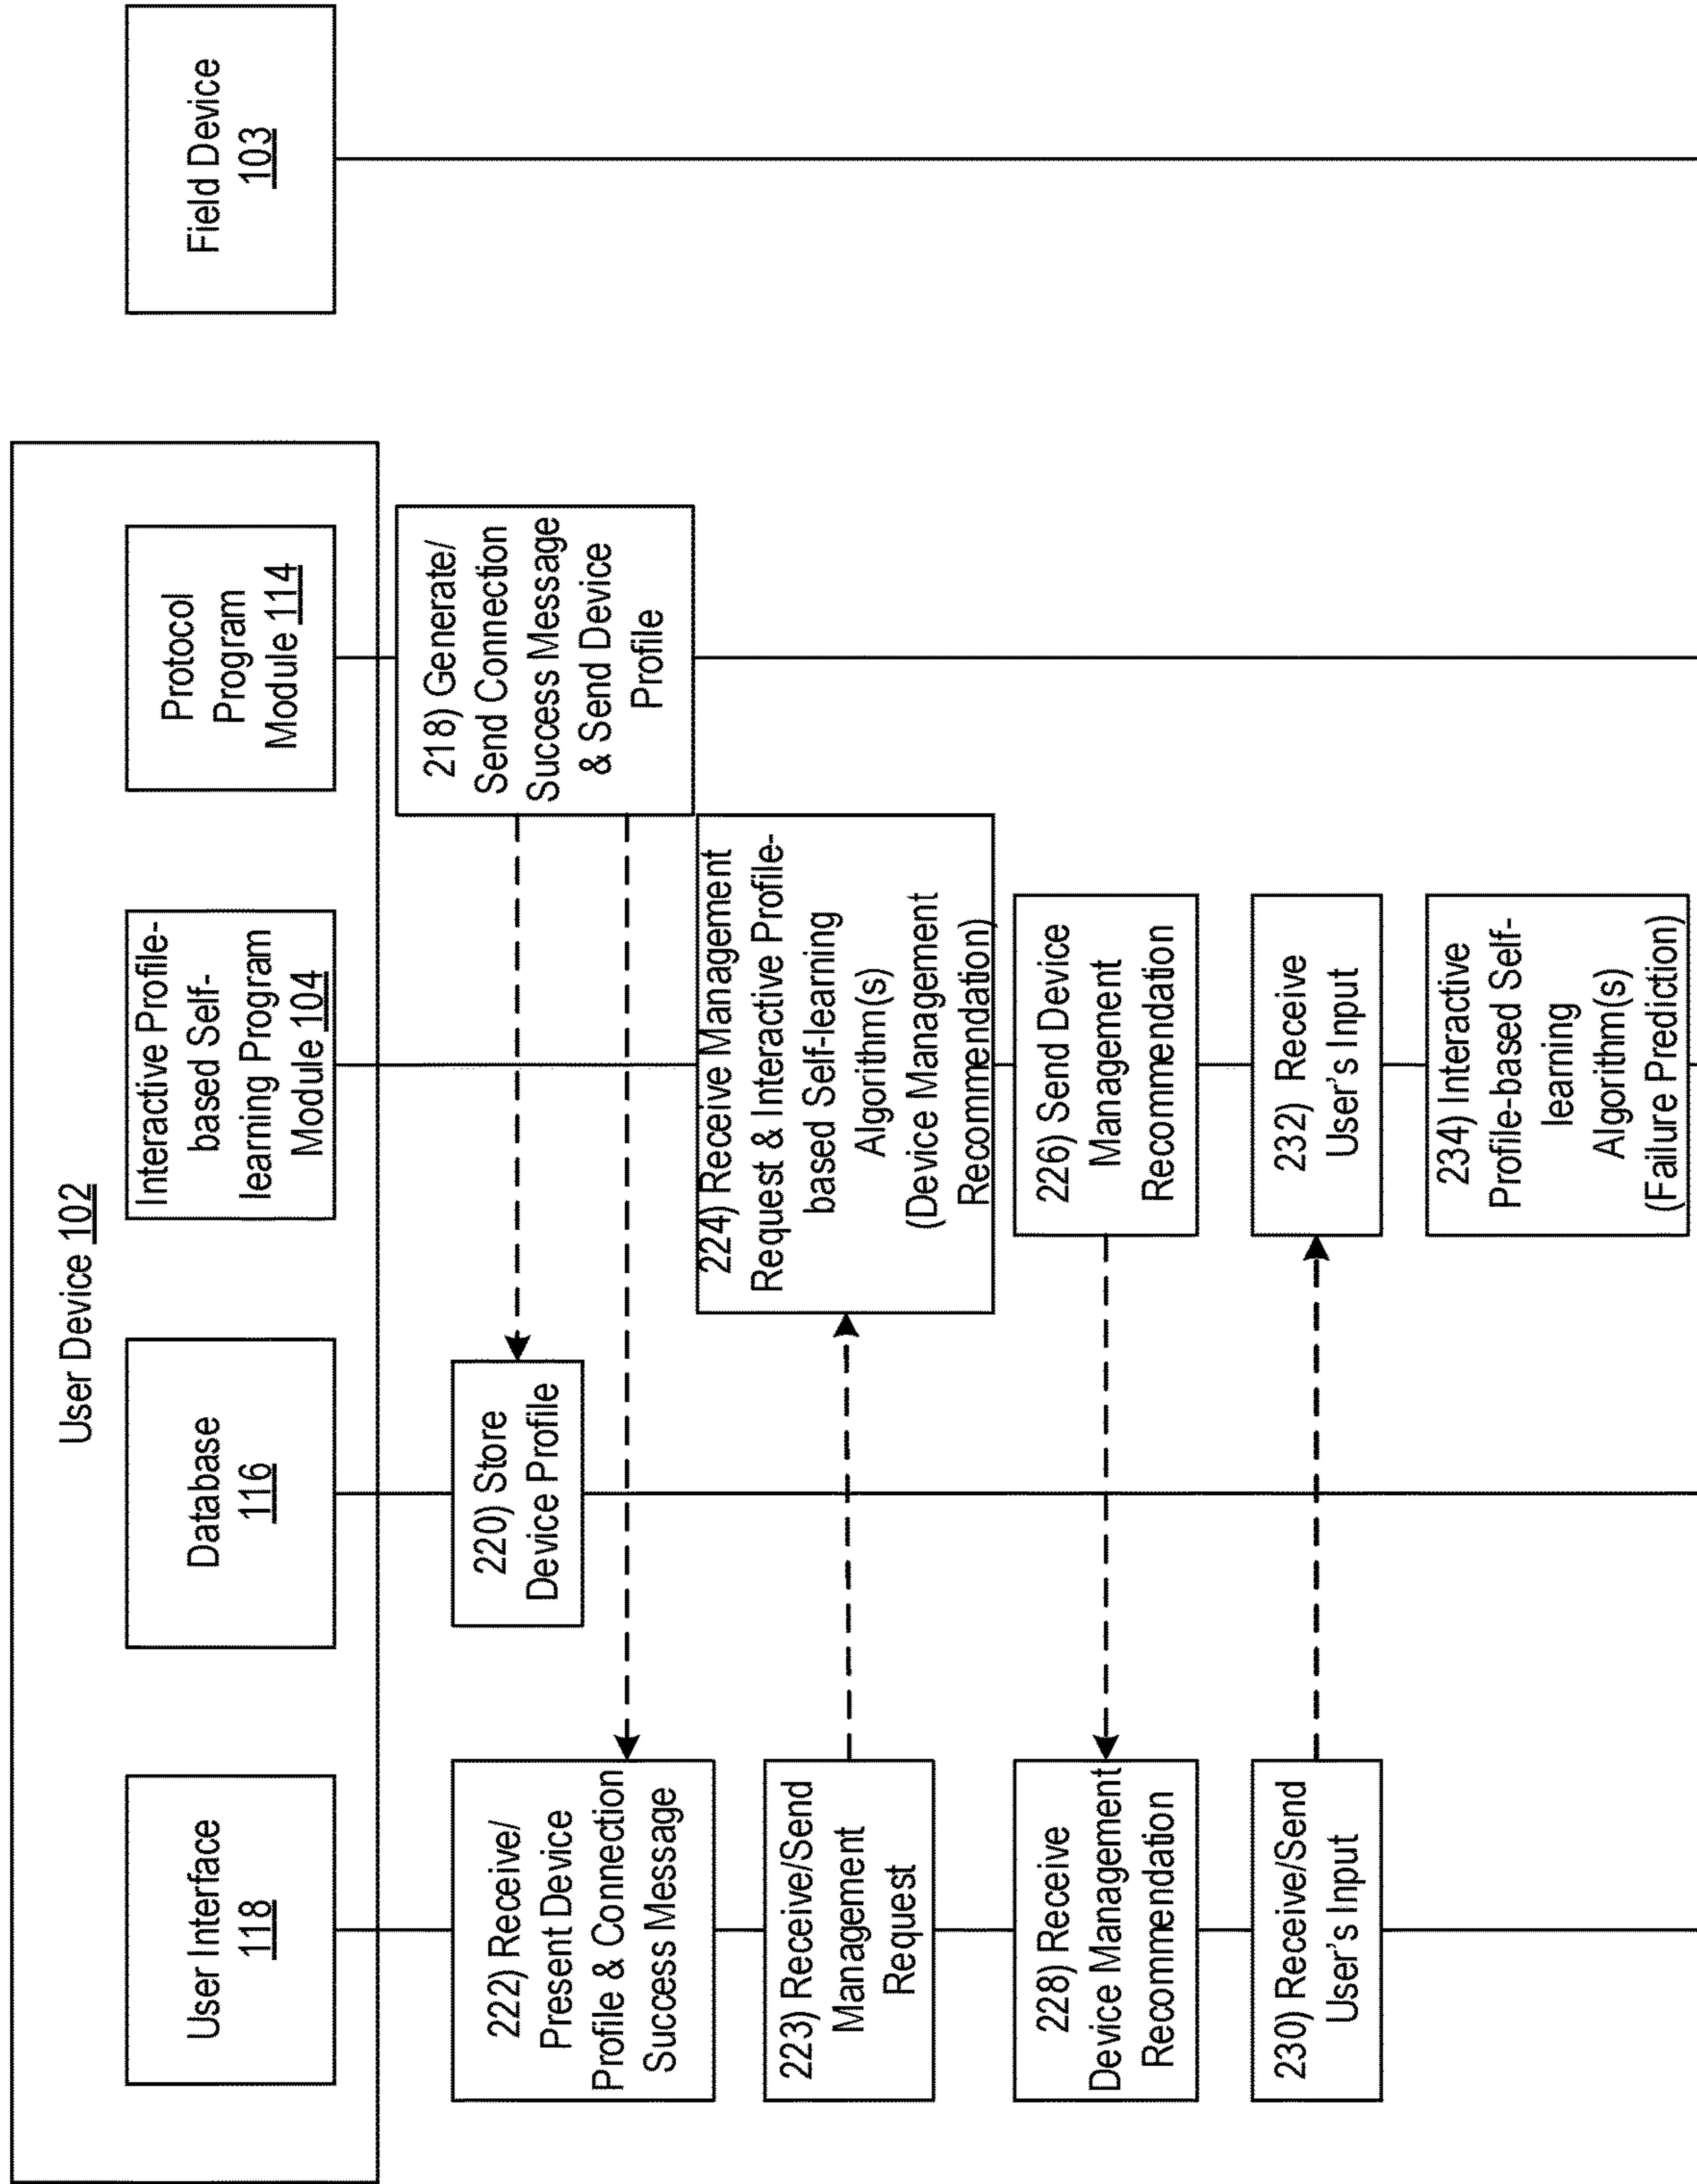 User Device 102
User Interface
118
Database
116
Interactive Profile-
based Self-
learning Program
Module 104
Protocol
Program
Module 114
Field Device
103
218) Generate/
Send Connection
Success Message
& Send Device
Profile
220) Store
Device Profile
222) Receive/
Present Device
Profile & Connection
Success Message
223) Receive/Send
Management
Request
224) Receive Management
Request & Interactive Profile-
based Self-learning
Algorithm(s)
(Device Management
Recommendation)
226) Send Device
Management
Recommendation
228) Receive
Device Management
Recommendation
230) Receive/Send
User's Input
232) Receive
User's Input
234) Interactive
Profile-based Self-
learning
Algorithm(s)
(Failure Prediction)